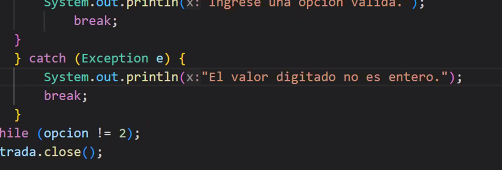 System.out.println(x: Ingrese una opcion valida. );
break;
}
} catch (Exception e) {
System.out.println(x:"El valor digitado no es entero.");
break;
}
hile (opcion != 2);
trada.close();